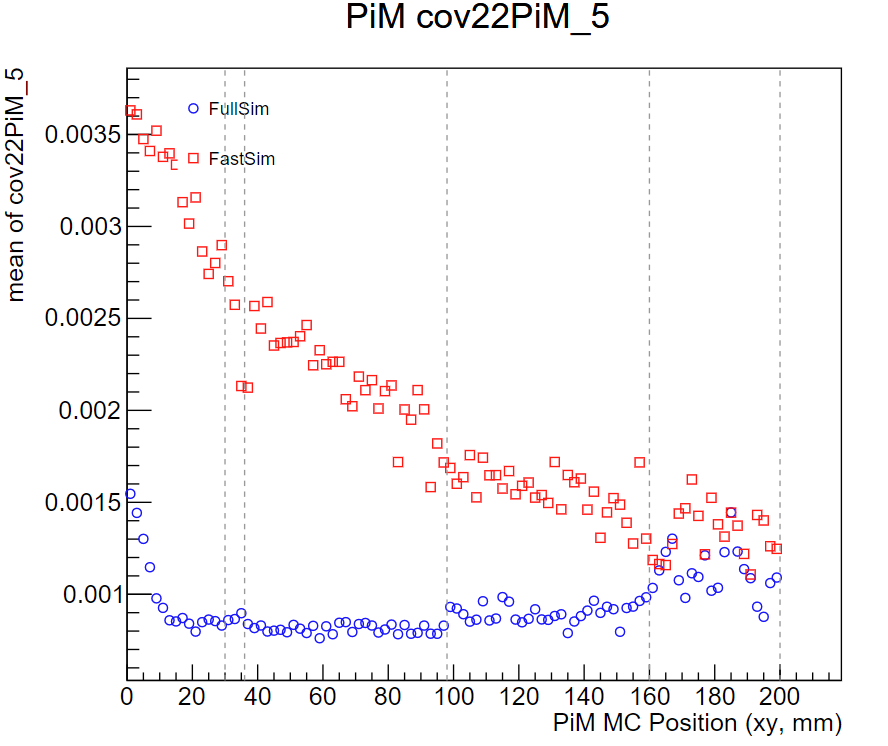 PiM cov22PiM_5
mean of cov22PiM_5
FullSim
FastSim
0.0035
0.003
0.0025
0.002
0.0015
0.001
0 20 40 60 80 100 120 140 160 180 200
PiM MC Position (xy, mm)